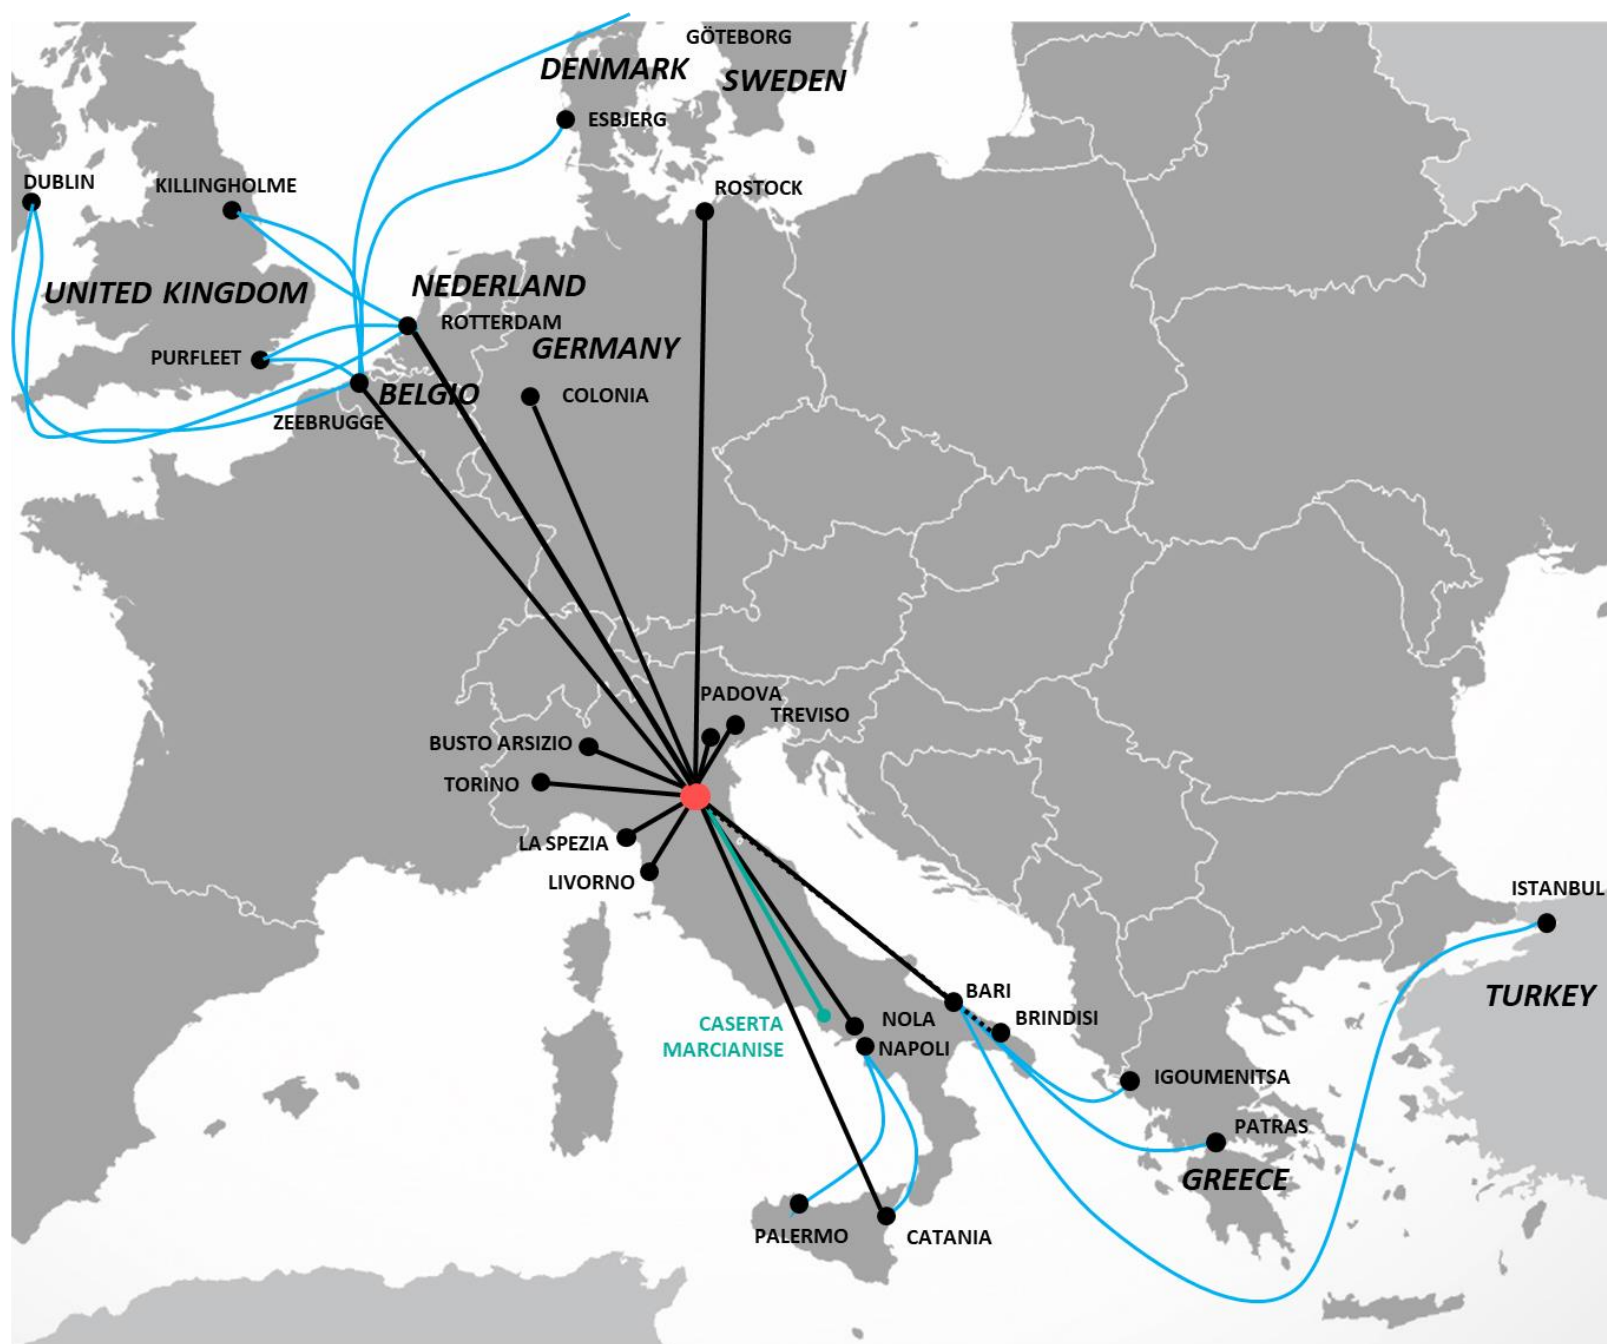 GÖTEBORG
DENMARK
SWEDEN
ESBJERG
DUBLIN
KILLINGHOLME
ROSTOCK
UNITED KINGDOM
NEDERLAND
ROTTERDAM
GERMANY
PURFLEET
BELGIO
COLONIA
ZEEBRUGGE
PADOVA
TREVISO
BUSTO ARSIZIO
TORINO
LA SPEZIA
LIVORNO
ISTANBUL
BARI
TURKEY
CASERTA
MARCIANISE
NOLA
BRINDISI
NAPOLI
IGOUMENITSA
PATRAS
GREECE
PALERMO
CATANIA